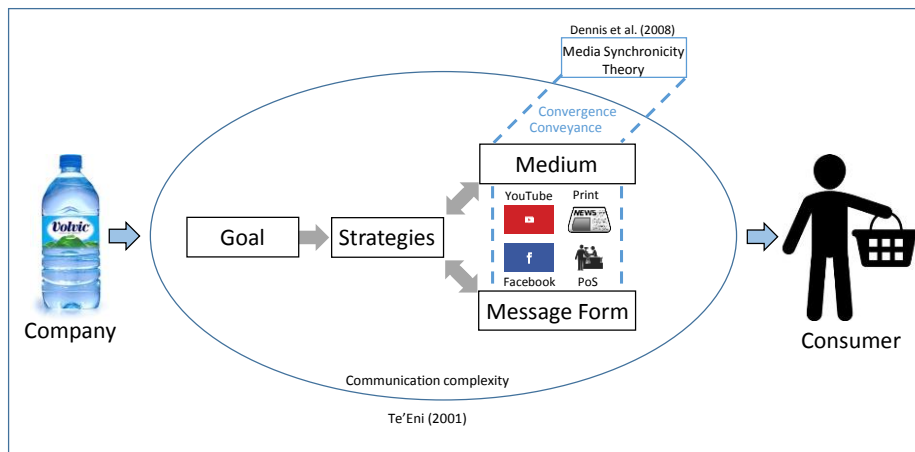 Dennis et al. (2008)
Media Synchronicity
Theory
Convergence
Conveyance
Medium
YouTube
Print
NEWS
Volvic
Goal
Strategies
f
Facebook
PoS
Message Form
Company
Consumer
Communication complexity
Te'Eni (2001)